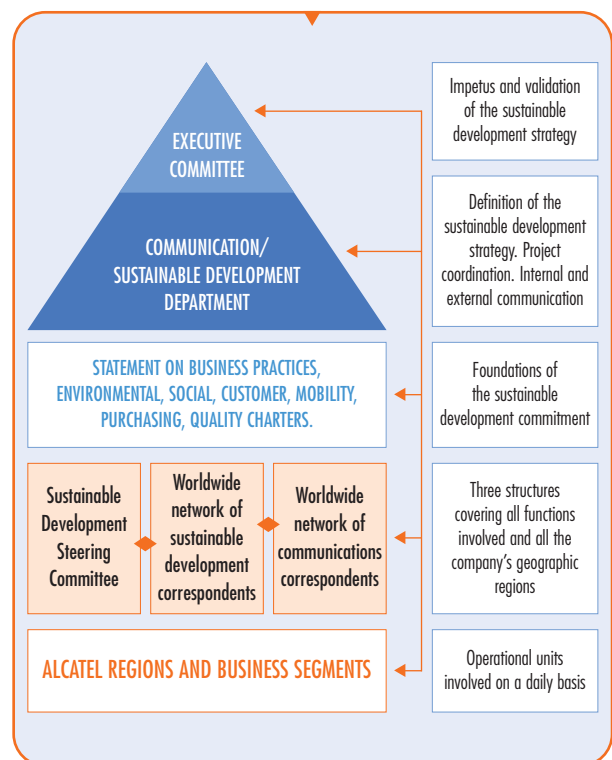 EXECUTIVE
COMMITTEE
Impetus and validation
of the sustainable
development strategy
COMMUNICATION/
SUSTAINABLE DEVELOPMENT
DEPARTMENT
Definition of the
sustainable development
strategy. Project
coordination. Internal and
external communication
STATEMENT ON BUSINESS PRACTICES,
ENVIRONMENTAL, SOCIAL, CUSTOMER, MOBILITY,
PURCHASING, QUALITY CHARTERS.
Foundations of
the sustainable
development commitment
Sustainable
Development
Steering
Committee
Worldwide
network of
sustainable
development
correspondents
Worldwide
network of
communications
correspondents
Three structures
covering all functions
involved and all the
company's geographic
regions
ALCATEL REGIONS AND BUSINESS SEGMENTS
Operational units
involved on a daily basis